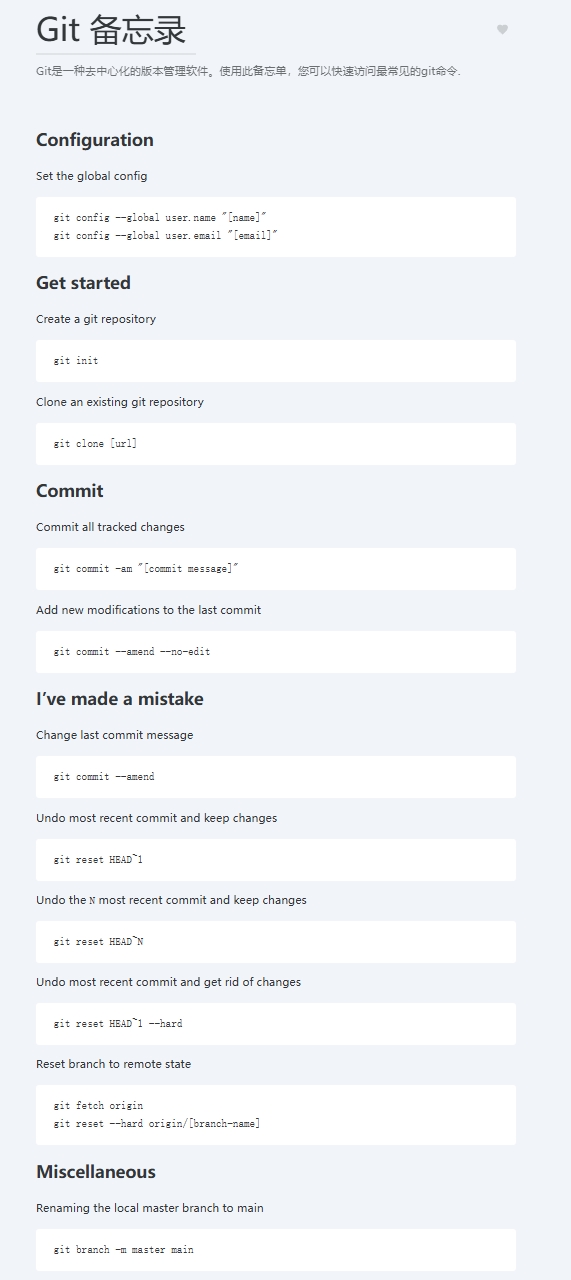 Git 备忘录
Git是一种去中心化的版本管理软件。使用此备忘单，您可以快速访问最常见的git命令.
Configuration
Set the global config
git config --global user.name "[name]"
git config --global user.email "[email]"
Get started
Create a git repository
git init
Clone an existing git repository
git clone [url]
Commit
Commit all tracked changes
git commit -am "[commit message]"
Add new modifications to the last commit
git commit --amend --no-edit
I’ve made a mistake
Change last commit message
git commit --amend
Undo most recent commit and keep changes
git reset HEAD~1
Undo the N most recent commit and keep changes
git reset HEAD~N
Undo most recent commit and get rid of changes
git reset HEAD~1 --hard
Reset branch to remote state
git fetch origin
git reset --hard origin/[branch-name]
Miscellaneous
Renaming the local master branch to main
git branch -m master main